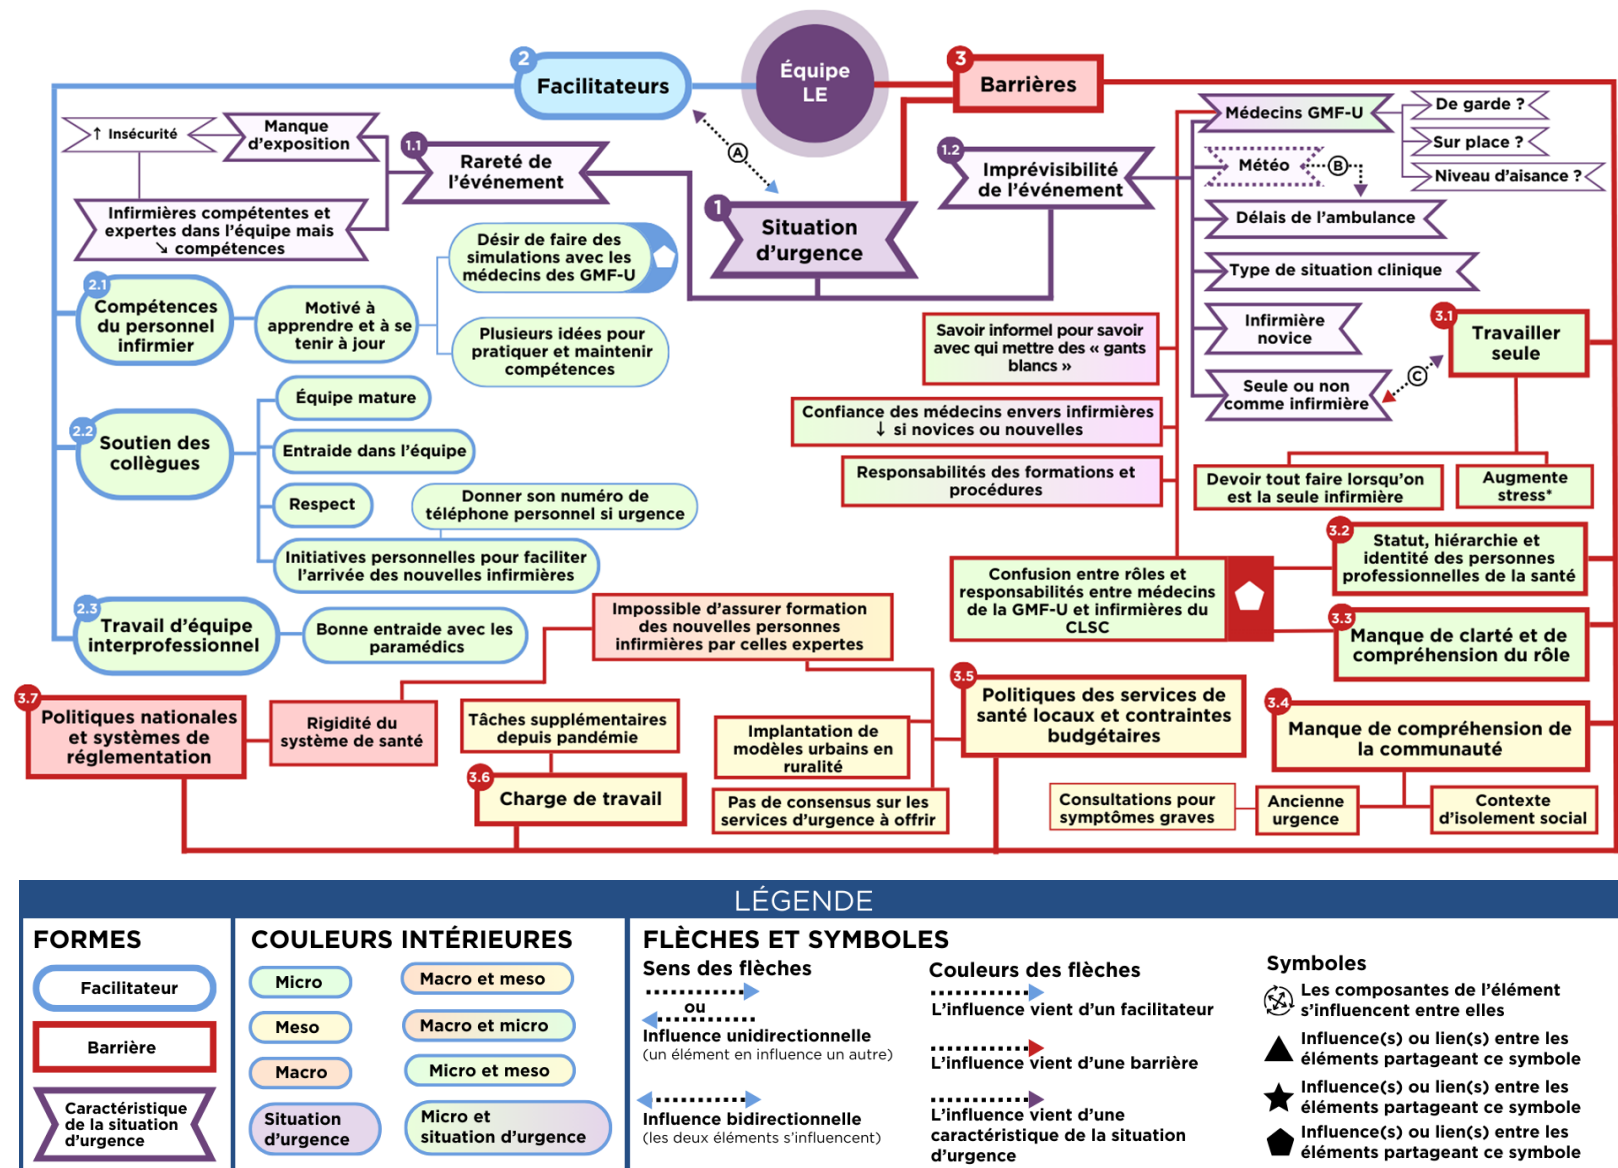 Équipe
LE
2
Facilitateurs
3
Barrières
A
1
Situation
d'urgence
1.1
Rareté de
l'événement
Manque
d'exposition
↑ Insécurité
Infirmières compétentes et
expertes dans l'équipe mais
↘ compétences
1.2
Imprévisibilité
de l'événement
Médecins GMF-U
De garde ?
Sur place ?
Niveau d'aisance ?
Météo
B
Délais de l'ambulance
Type de situation clinique
Infirmière
novice
Seule ou non
comme infirmière
C
2.1
Compétences
du personnel
infirmier
Motivé à
apprendre et à se
tenir à jour
Désir de faire des
simulations avec les
médecins des GMF-U
Plusieurs idées pour
pratiquer et maintenir
compétences
2.2
Soutien des
collègues
Équipe mature
Entraide dans l'équipe
Respect
Donner son numéro de
téléphone personnel si urgence
Initiatives personnelles pour faciliter
l'arrivée des nouvelles infirmières
2.3
Travail d'équipe
interprofessionnel
Bonne entraide avec les
paramédics
Savoir informel pour savoir
avec qui mettre des « gants
blancs »
Confiance des médecins envers infirmières
↓ si novices ou nouvelles
Responsabilités des formations et
procédures
Confusion entre rôles et
responsabilités entre médecins
de la GMF-U et infirmières du
CLSC
3.1
Travailler
seule
Devoir tout faire lorsqu'on
est la seule infirmière
Augmente
stress*
3.2
Statut, hiérarchie et
identité des personnes
professionnelles de la santé
3.3
Manque de clarté et de
compréhension du rôle
3.4
Manque de compréhension de
la communauté
Consultations pour
symptômes graves
Ancienne
urgence
Contexte
d'isolement social
3.5
Politiques des services de
santé locaux et contraintes
budgétaires
Impossible d'assurer formation
des nouvelles personnes
infirmières par celles expertes
Implantation de
modèles urbains en
ruralité
Pas de consensus sur les
services d'urgence à offrir
3.6
Charge de travail
Tâches supplémentaires
depuis pandémie
3.7
Politiques nationales
et systèmes de
réglementation
Rigidité du
système de santé
LÉGENDE
FORMES
Facilitateur
Barrière
Caractéristique
de la situation
d'urgence
COULEURS INTÉRIEURES
Micro
Meso
Macro
Situation
d'urgence
Macro et meso
Macro et micro
Micro et meso
Micro et
situation d'urgence
FLÈCHES ET SYMBOLES
Sens des flèches
ou
Influence unidirectionnelle
(un élément en influence un autre)
Influence bidirectionnelle
(les deux éléments s'influencent)
Couleurs des flèches
L'influence vient d'un facilitateur
L'influence vient d'une barrière
L'influence vient d'une
caractéristique de la situation
d'urgence
Symboles
Les composantes de l'élément
s'influencent entre elles
Influence(s) ou lien(s) entre les
éléments partageant ce symbole
Influence(s) ou lien(s) entre les
éléments partageant ce symbole
Influence(s) ou lien(s) entre les
éléments partageant ce symbole